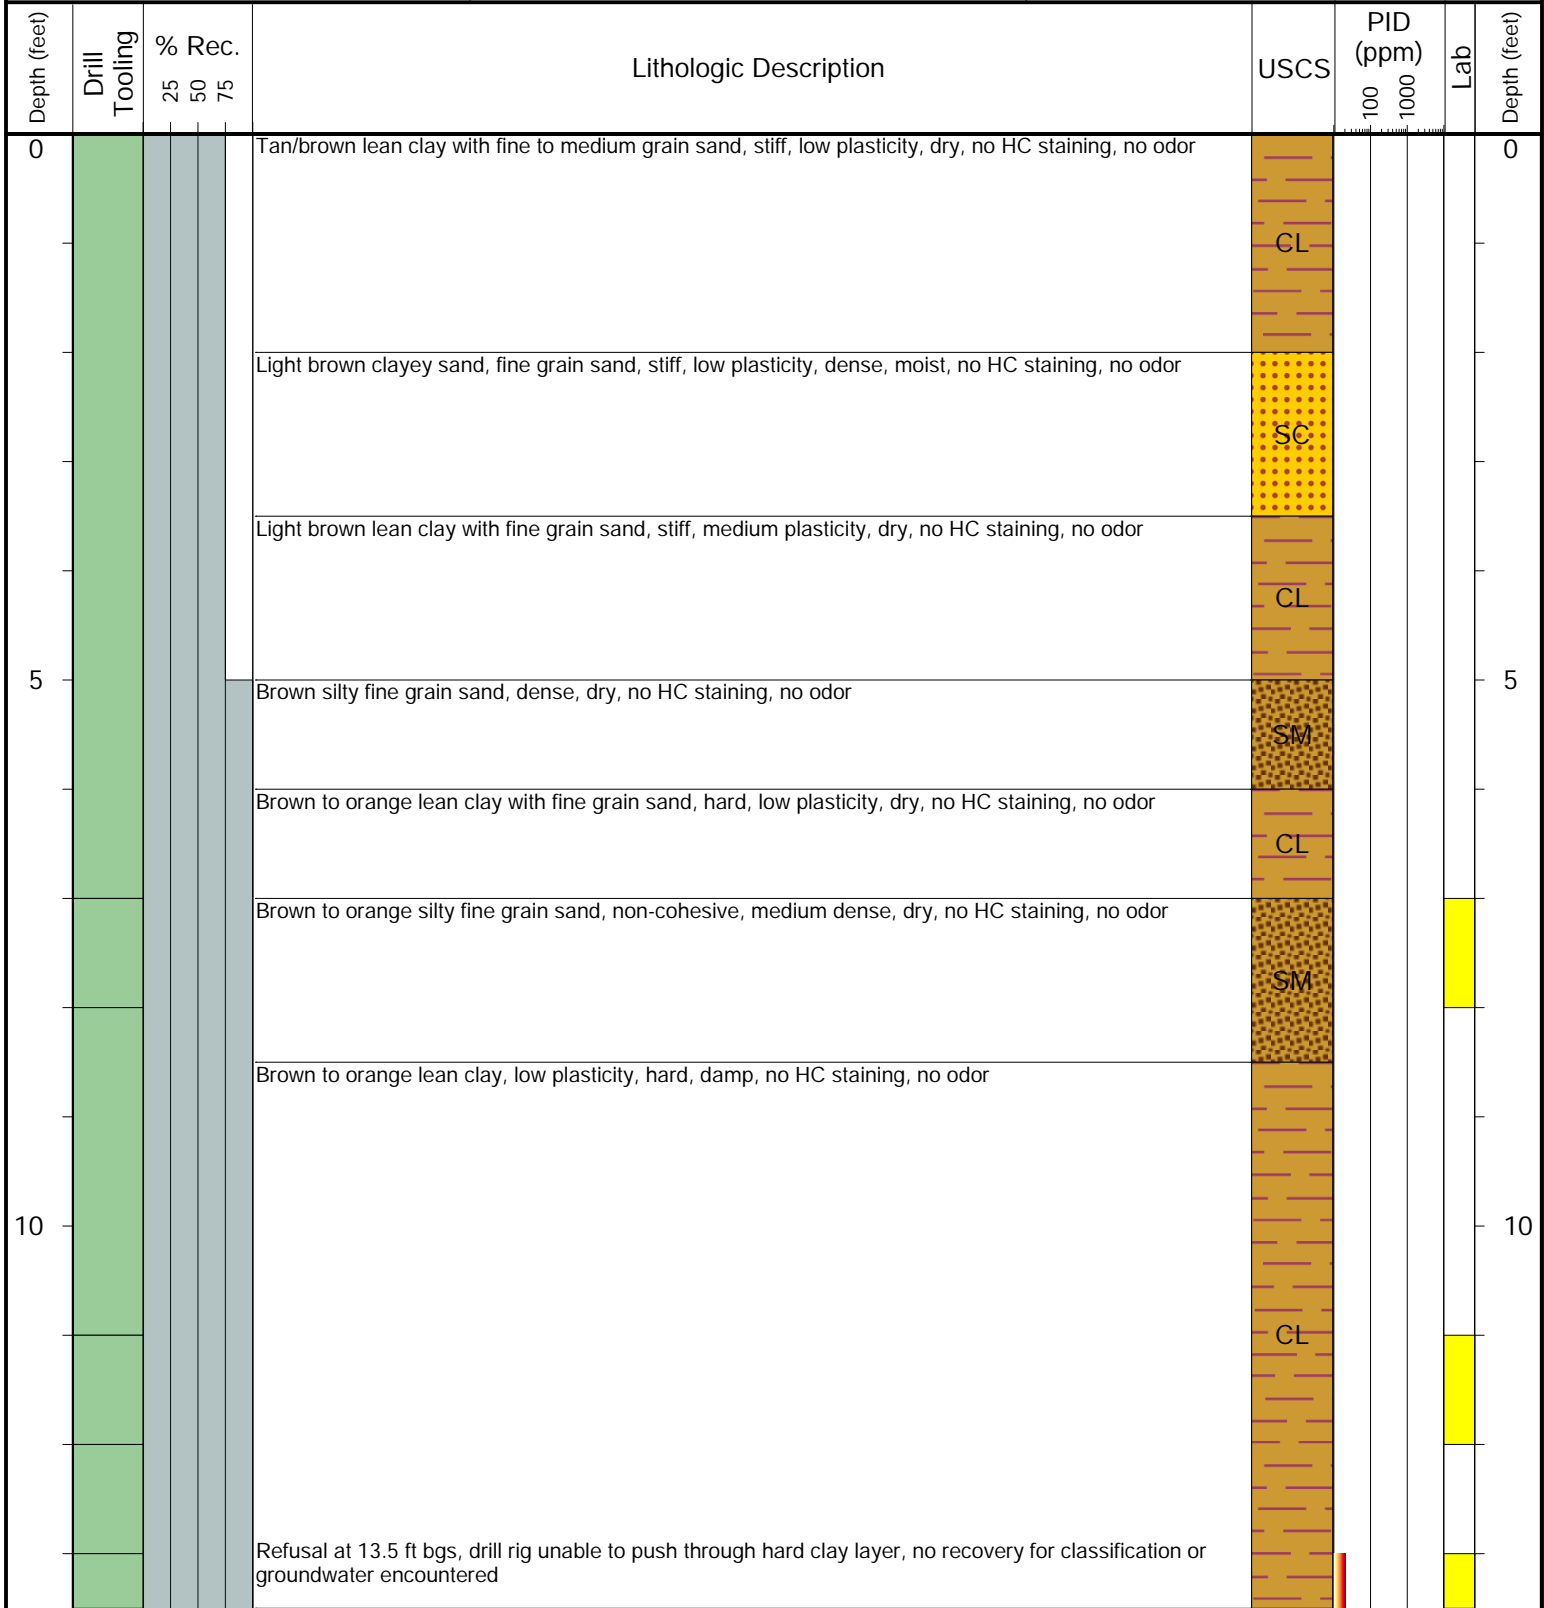 Depth (feet)
Drill
Tooling
% Rec.
25
50
75
Lithologic Description
USCS
PID
(ppm)
100
1000
Lab
Depth (feet)
0
Tan/brown lean clay with fine to medium grain sand, stiff, low plasticity, dry, no HC staining, no odor
0
CL
Light brown clayey sand, fine grain sand, stiff, low plasticity, dense, moist, no HC staining, no odor
SC
Light brown lean clay with fine grain sand, stiff, medium plasticity, dry, no HC staining, no odor
CL
5
Brown silty fine grain sand, dense, dry, no HC staining, no odor
5
SM
Brown to orange lean clay with fine grain sand, hard, low plasticity, dry, no HC staining, no odor
CL
Brown to orange silty fine grain sand, non-cohesive, medium dense, dry, no HC staining, no odor
SM
Brown to orange lean clay, low plasticity, hard, damp, no HC staining, no odor
10
10
CL
Refusal at 13.5 ft bgs, drill rig unable to push through hard clay layer, no recovery for classification or
groundwater encountered